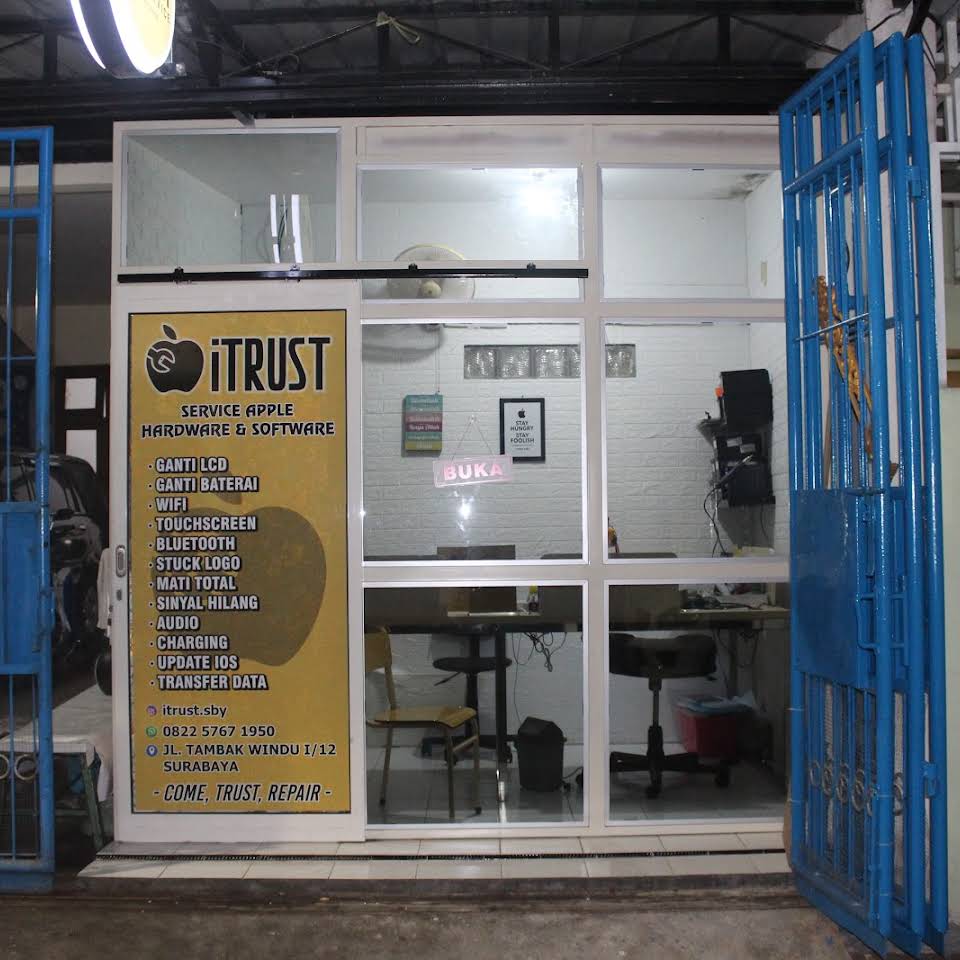 iTRUST
SERVICE APPLE
HARDWARE & SOFTWARE
· GANTI LCD
· GANTI BATERAI
· WIFI
· TOUCHSCREEN
· BLUETOOTH
· STUCK LOGO
· MATI TOTAL
· SINYAL HILANG
· AUDIO
· CHARGING
· UPDATE IOS
· TRANSFER DATA
itrust.sby
0822 5767 1950
JL. TAMBAK WINDU I/12
SURABAYA
- COME, TRUST, REPAIR -
BUKA
STAY
HUNGRY
STAY
FOOLISH